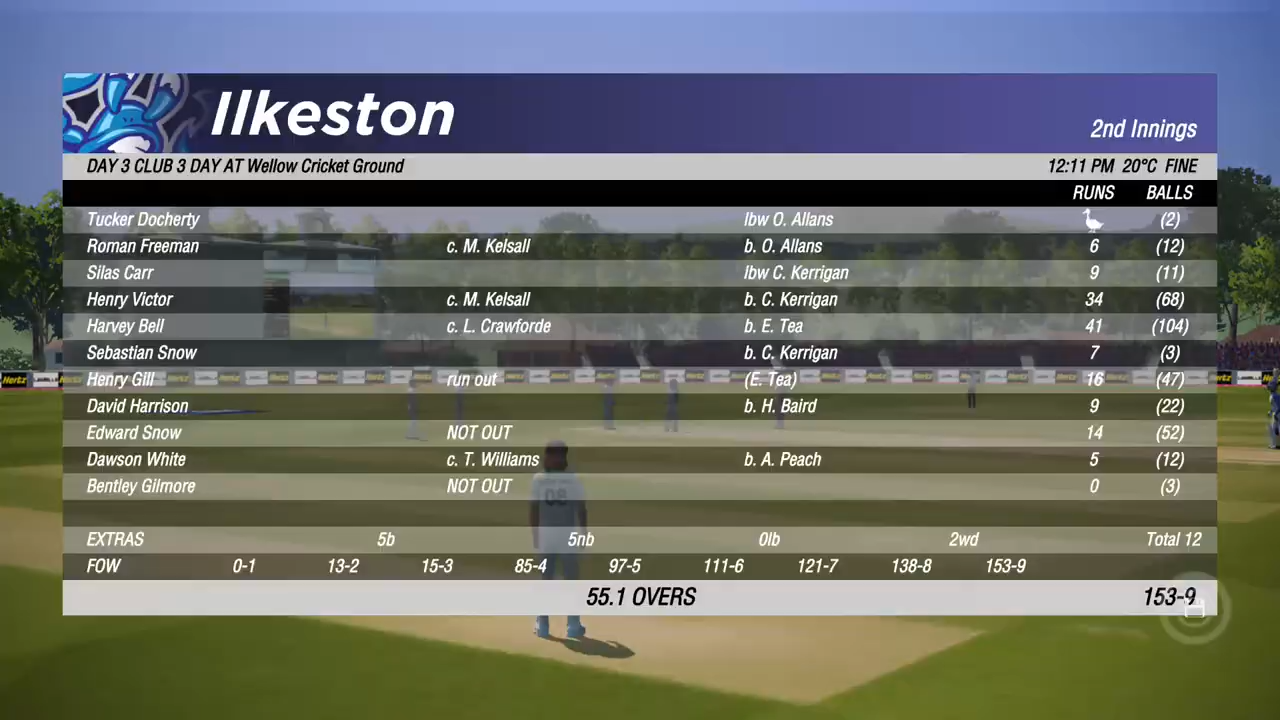 Ilkeston
2nd Innings
DAY 3 CLUB 3 DAY AT Wellow Cricket Ground 12:11 PM 20°C FINE
RUNS BALLS
Tucker Docherty lbw O. Allans (2)
Roman Freeman c. M. Kelsall b. O. Allans 6 (12)
Silas Carr lbw C. Kerrigan 9 (11)
Henry Victor c. M. Kelsall b. C. Kerrigan 34 (68)
Harvey Bell c. L. Crawforde b. E. Tea 41 (104)
Sebastian Snow b. C. Kerrigan 7 (3)
Henry Gill run out (E. Tea) 16 (47)
David Harrison b. H. Baird 9 (22)
Edward Snow NOT OUT 14 (52)
Dawson White c. T. Williams b. A. Peach 5 (12)
Bentley Gilmore NOT OUT 0 (3)
EXTRAS 5b 5nb 0lb 2wd Total 12
FOW 0-1 13-2 15-3 85-4 97-5 111-6 121-7 138-8 153-9
55.1 OVERS 153-9
Hertz
08